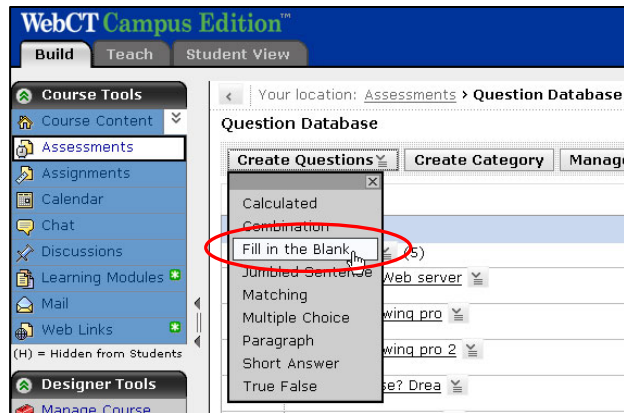 WebCT Campus Edition™
Build Teach Student View
Course Tools
Course Content
Assessments
Assignments
Calendar
Chat
Discussions
Learning Modules
Mail
Web Links
(H) = Hidden from Students
Designer Tools
Manage Course
Your location: Assessments › Question Database
Question Database
Create Questions Create Category Manag
Calculated
Combination
Fill in the Blank
(5)
Jumbled Sentence
Web server
Matching
Multiple Choice
wing pro
Paragraph
wing pro 2
Short Answer
True False
se? Drea